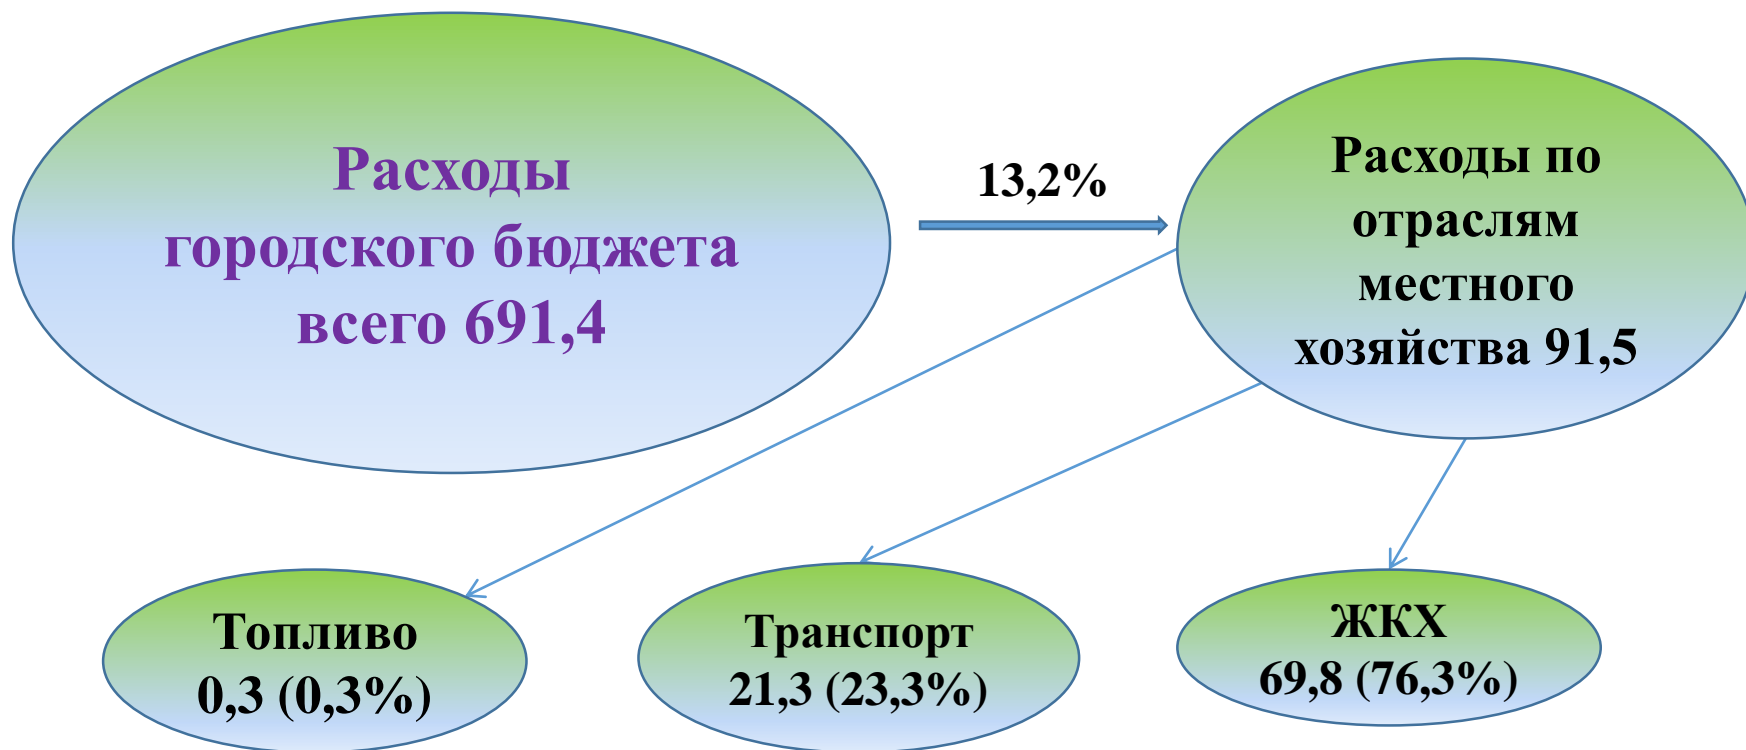 Расходы
городского бюджета
всего 691,4
13,2%
Расходы по
отраслям
местного
хозяйства 91,5
Топливо
0,3 (0,3%)
Транспорт
21,3 (23,3%)
ЖКХ
69,8 (76,3%)